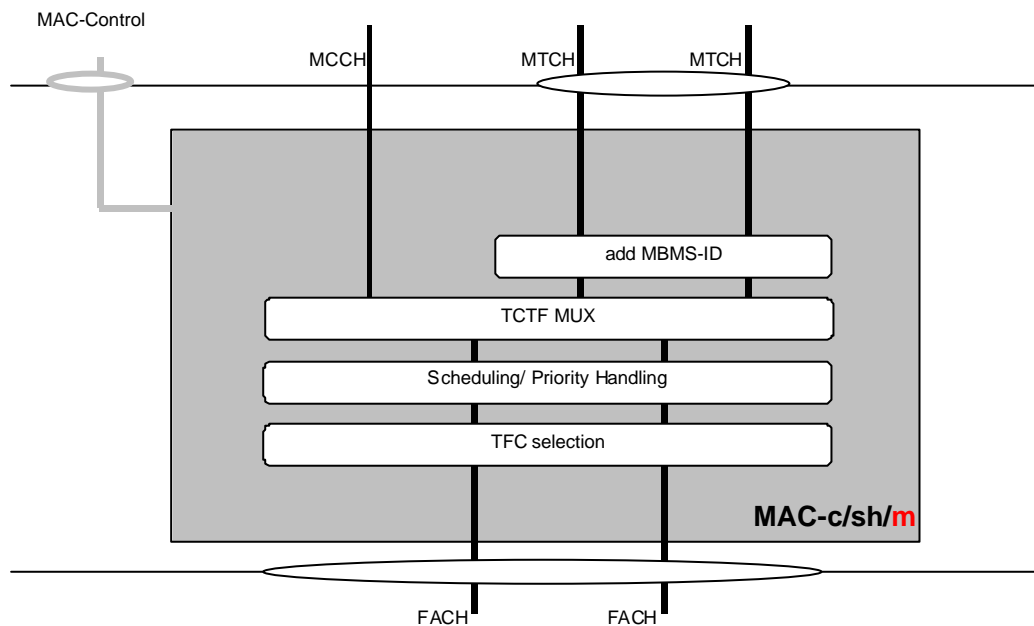 MAC-Control
MCCH
MTCH
MTCH
add MBMS-ID
TCTF MUX
Scheduling/ Priority Handling
TFC selection
MAC-c/sh/m
FACH
FACH